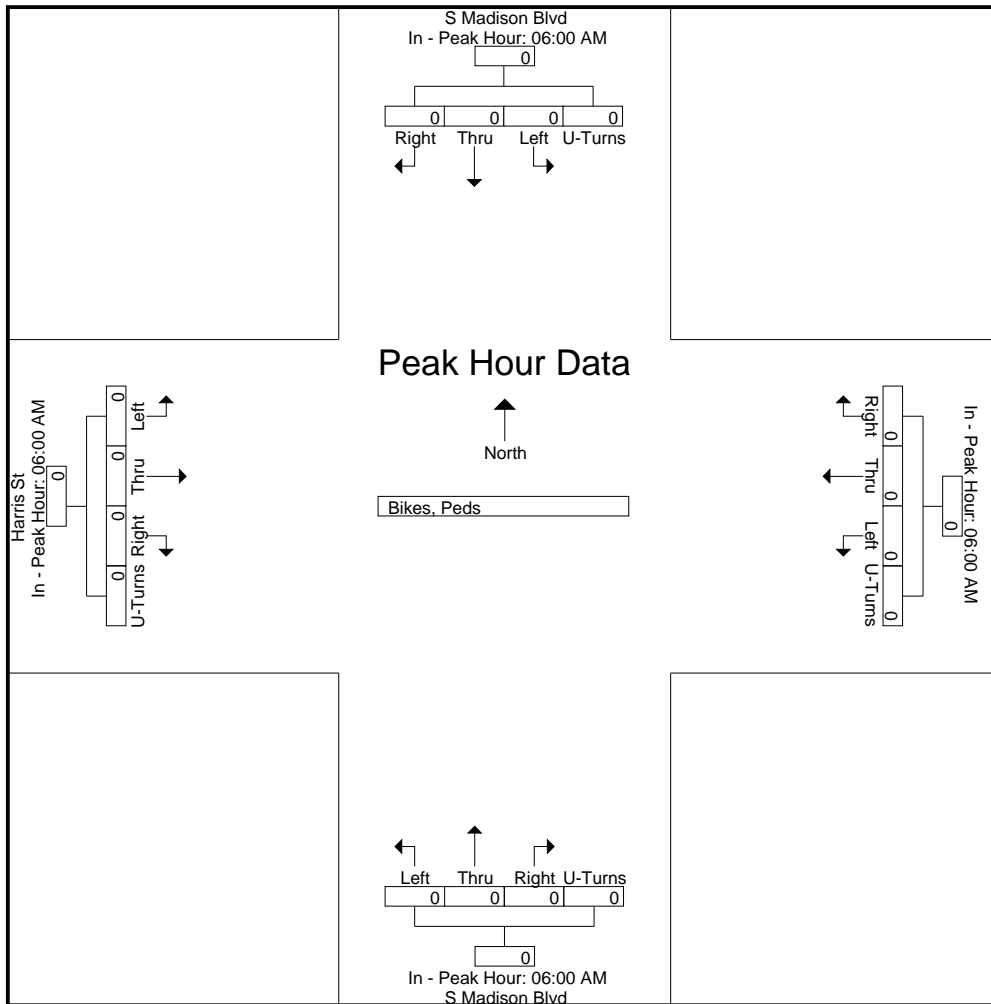 S Madison Blvd
In - Peak Hour: 06:00 AM
0
0 0 0 0
Right Thru Left U-Turns
Peak Hour Data
North
Bikes, Peds
Harris St
In - Peak Hour: 06:00 AM
0
0 0 0 0
Left Thru Right U-Turns
Right Thru Left U-Turns
0 0 0 0
0
In - Peak Hour: 06:00 AM
Left Thru Right U-Turns
0 0 0 0
0
In - Peak Hour: 06:00 AM
S Madison Blvd